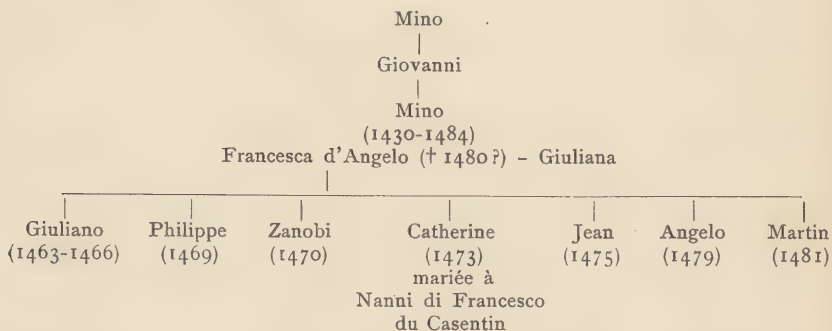 Mino
Giovanni
Mino
(1430-1484)
Francesca d'Angelo († 1480?) – Giuliana
Giuliano Philippe Zanobi Catherine Jean Angelo Martin
(1463-1466) (1469) (1470) (1473) (1475) (1479) (1481)
mariée à
Nanni di Francesco
du Casentin